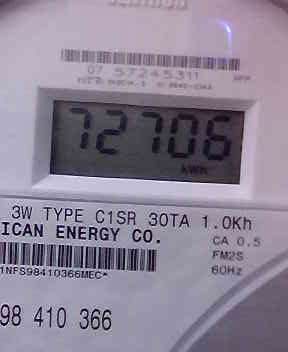 07 57245311
72706
kWh
3W TYPE C1SR 30TA 1.0Kh
ICAN ENERGY CO.
CA 0.5
FM2S
60Hz
1NFS98410366MEC*
98 410 366